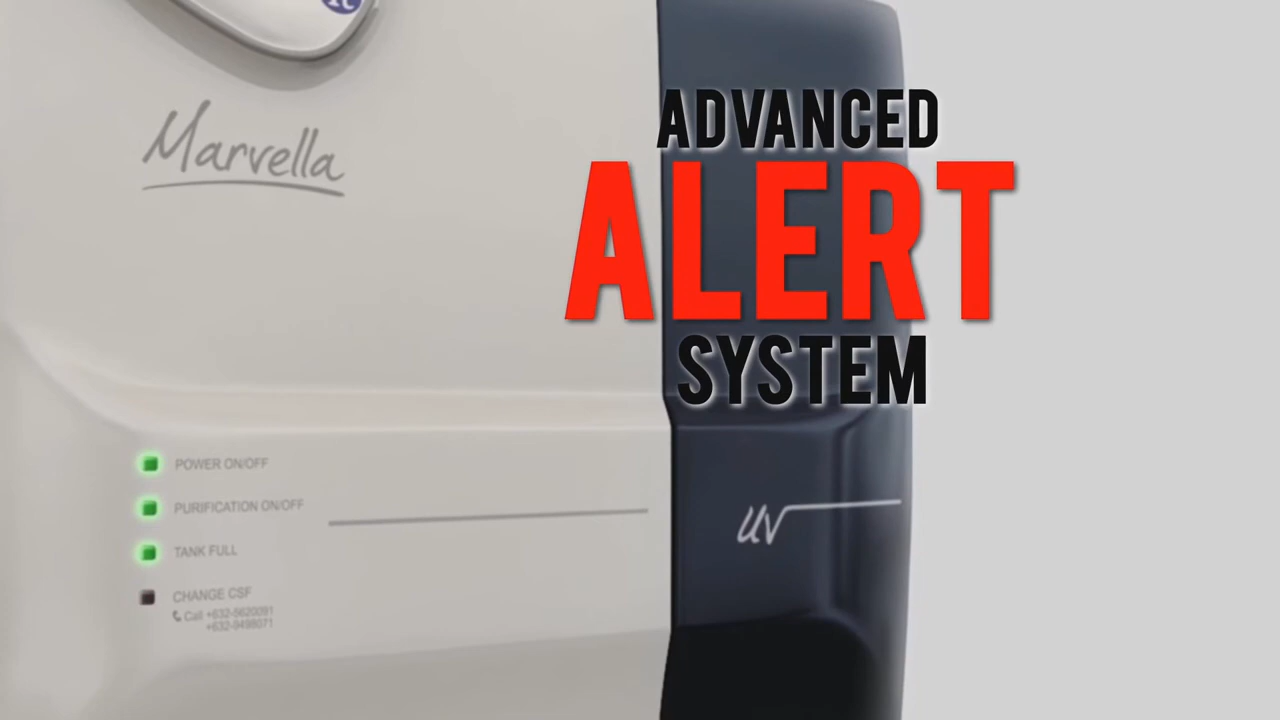 Marvella
ADVANCED
ALERT
SYSTEM
POWER ON/OFF
PURIFICATION ON/OFF
TANK FULL
CHANGE CSF
Call +632-5620091
+632-9498071
UV